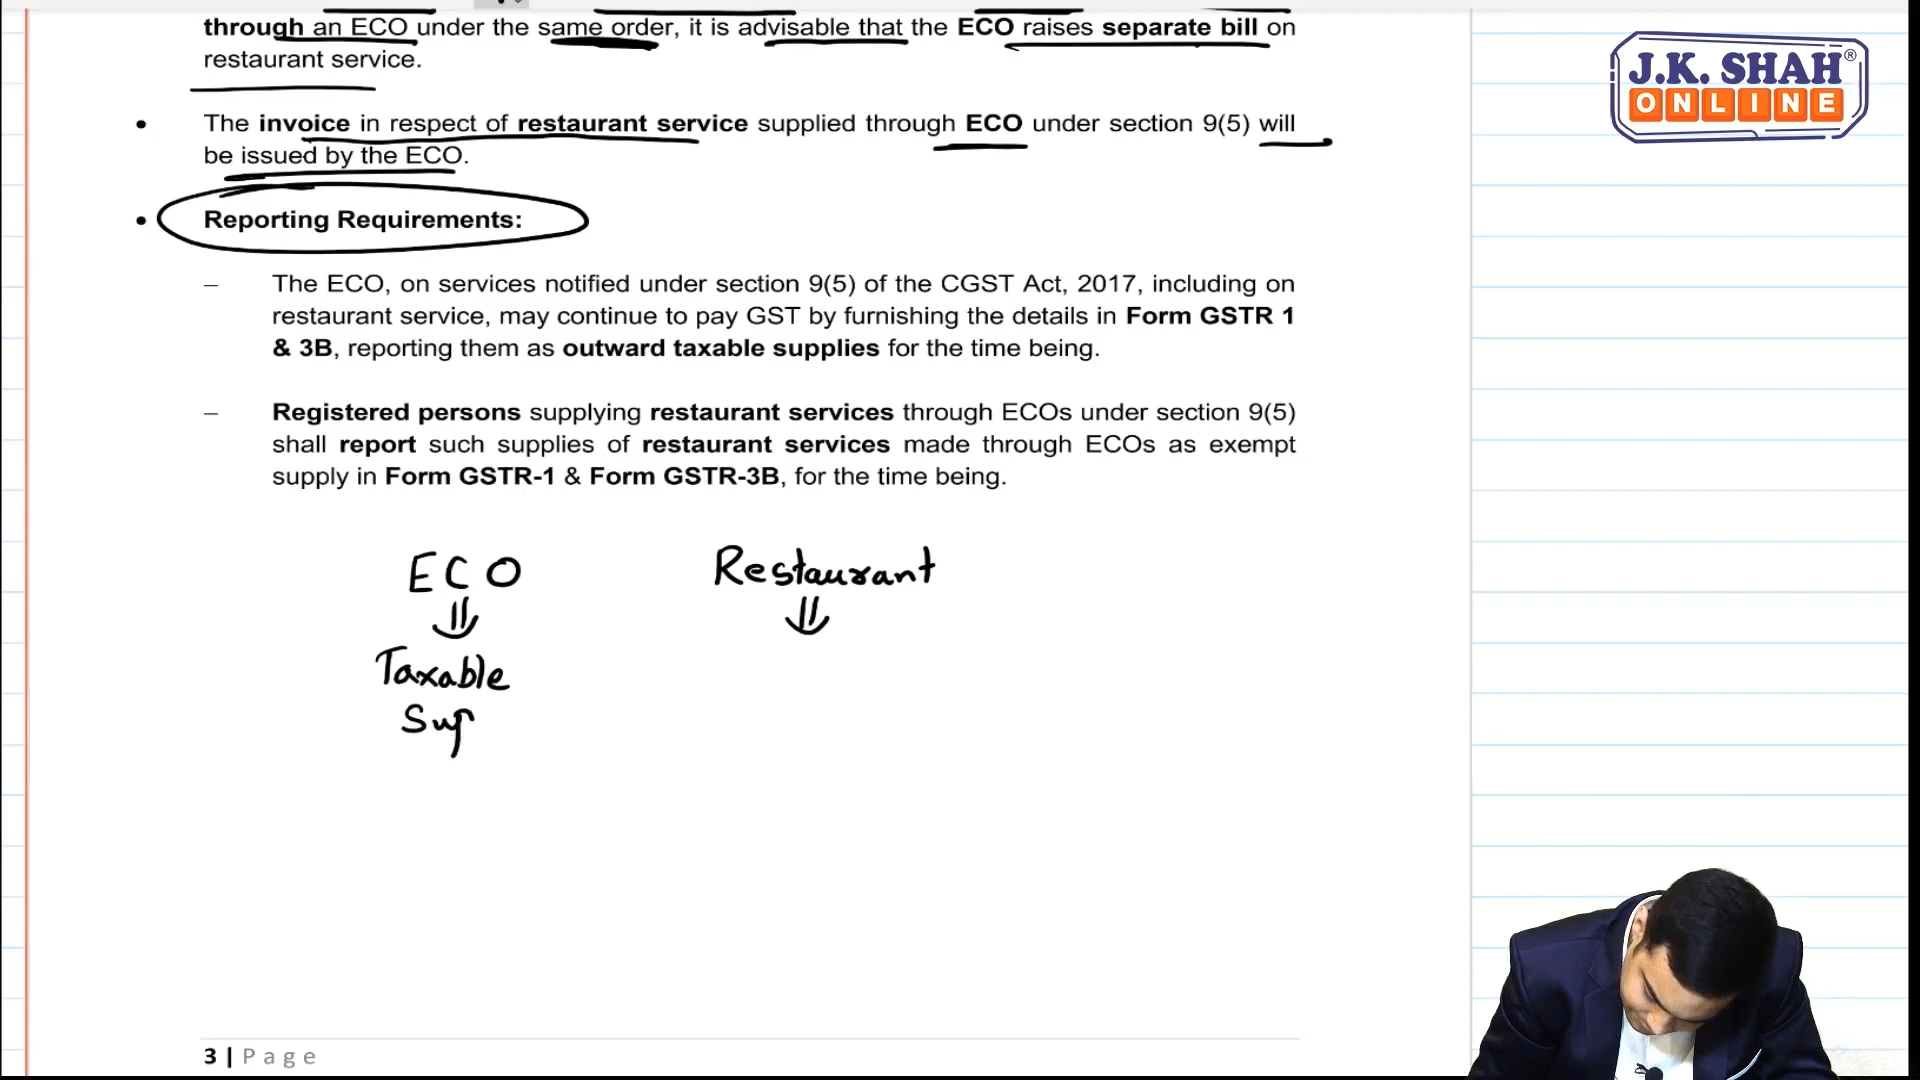 through an ECO under the same order, it is advisable that the ECO raises separate bill on
restaurant service.
• The invoice in respect of restaurant service supplied through ECO under section 9(5) will
be issued by the ECO.
• Reporting Requirements:
– The ECO, on services notified under section 9(5) of the CGST Act, 2017, including on
restaurant service, may continue to pay GST by furnishing the details in Form GSTR 1
& 3B, reporting them as outward taxable supplies for the time being.
– Registered persons supplying restaurant services through ECOs under section 9(5)
shall report such supplies of restaurant services made through ECOs as exempt
supply in Form GSTR-1 & Form GSTR-3B, for the time being.
ECO Restaurant
Taxable
Sup
3 | Page
J.K. SHAH®
ONLINE